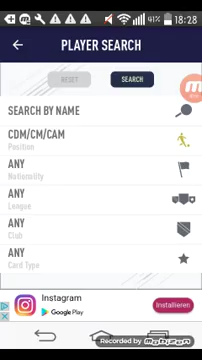 41% 18:28
PLAYER SEARCH
RESET SEARCH
SEARCH BY NAME
CDM/CM/CAM
Position
ANY
Nationality
ANY
League
ANY
Club
ANY
Card Type
Instagram
Google Play
Installieren
Recorded by